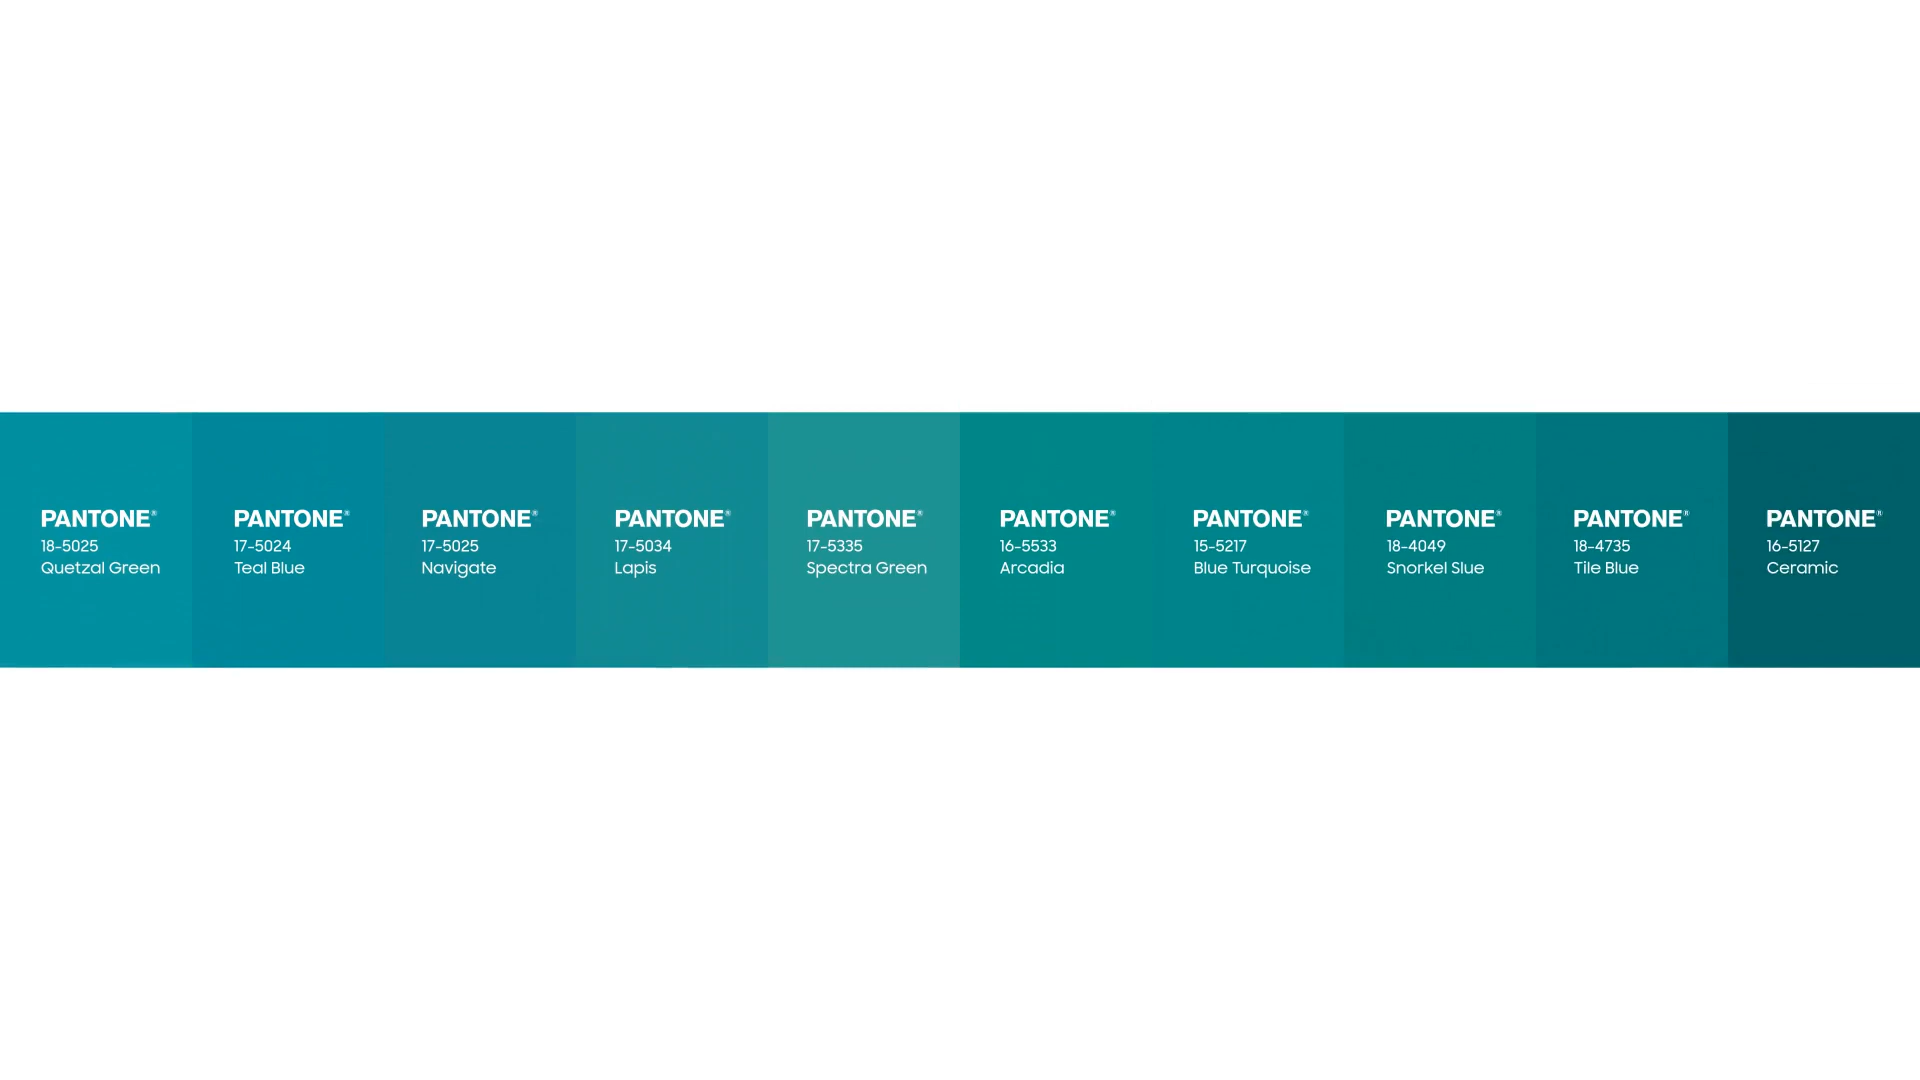 PANTONE®
18-5025
Quetzal Green
PANTONE®
17-5024
Teal Blue
PANTONE®
17-5025
Navigate
PANTONE®
17-5034
Lapis
PANTONE®
17-5335
Spectra Green
PANTONE®
16-5533
Arcadia
PANTONE®
15-5217
Blue Turquoise
PANTONE®
18-4049
Snorkel Slue
PANTONE®
18-4735
Tile Blue
PANTONE®
16-5127
Ceramic